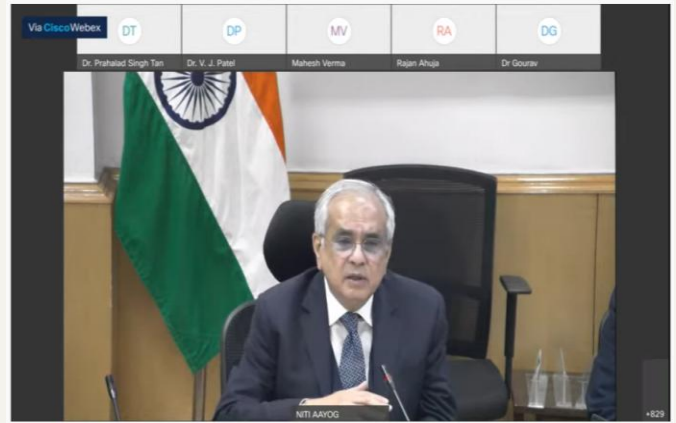 Via Cisco Webex
DT
DP
MV
RA
DG
Dr. Prahalad Singh Tan
Dr. V. J. Patel
Mahesh Verma
Rajan Ahuja
Dr Gourav
NITI AAYOG
+829